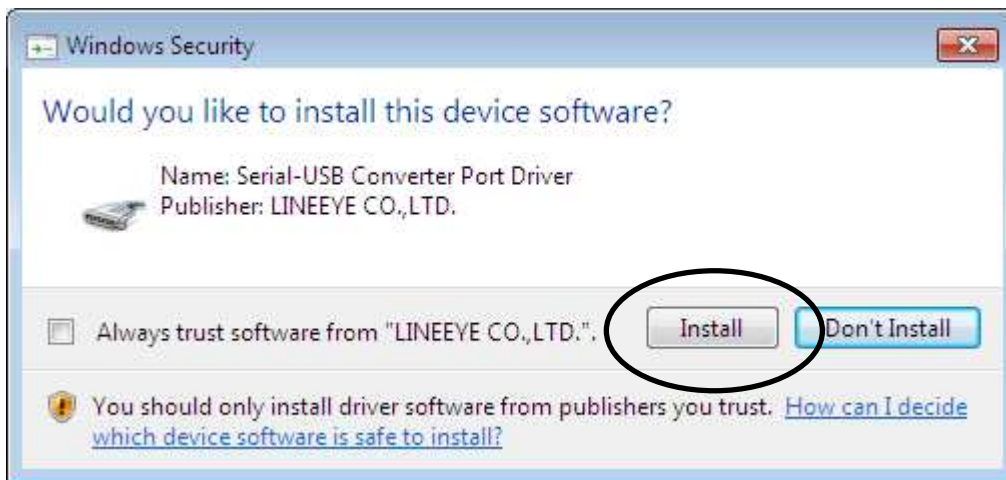 Windows Security
Would you like to install this device software?
Name: Serial-USB Converter Port Driver
Publisher: LINEEYE CO.,LTD.
Always trust software from "LINEEYE CO.,LTD.".
Install
Don't Install
You should only install driver software from publishers you trust. How can I decide
which device software is safe to install?